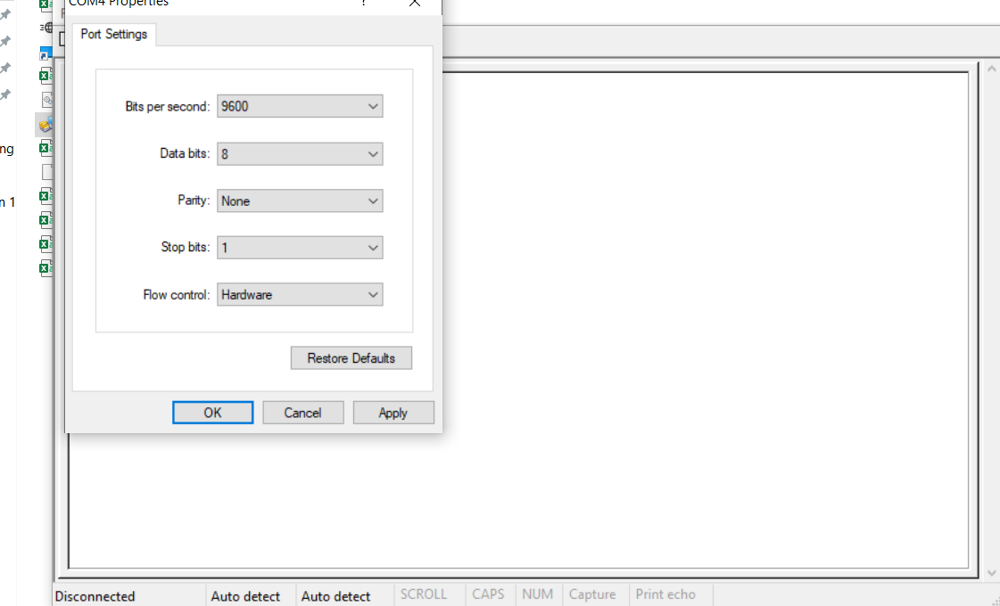 COM4 Properties
?
Port Settings
Bits per second: 9600
Data bits: 8
Parity: None
Stop bits: 1
Flow control: Hardware
Restore Defaults
OK Cancel Apply
ng
n 1
Disconnected Auto detect Auto detect SCROLL CAPS NUM Capture Print echo